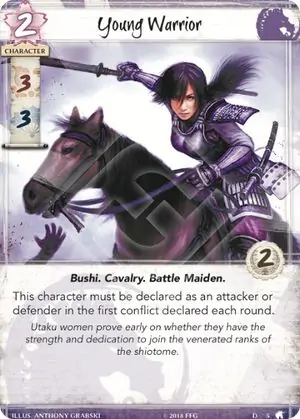 2
Young Warrior
CHARACTER
3
3
2
Bushi. Cavalry. Battle Maiden.
This character must be declared as an attacker or
defender in the first conflict declared each round.
Utaku women prove early on whether they have the
strength and dedication to join the venerated ranks of
the shiotome.
ILLUS. ANTHONY GRABSKI
© 2018 FFG
D 5